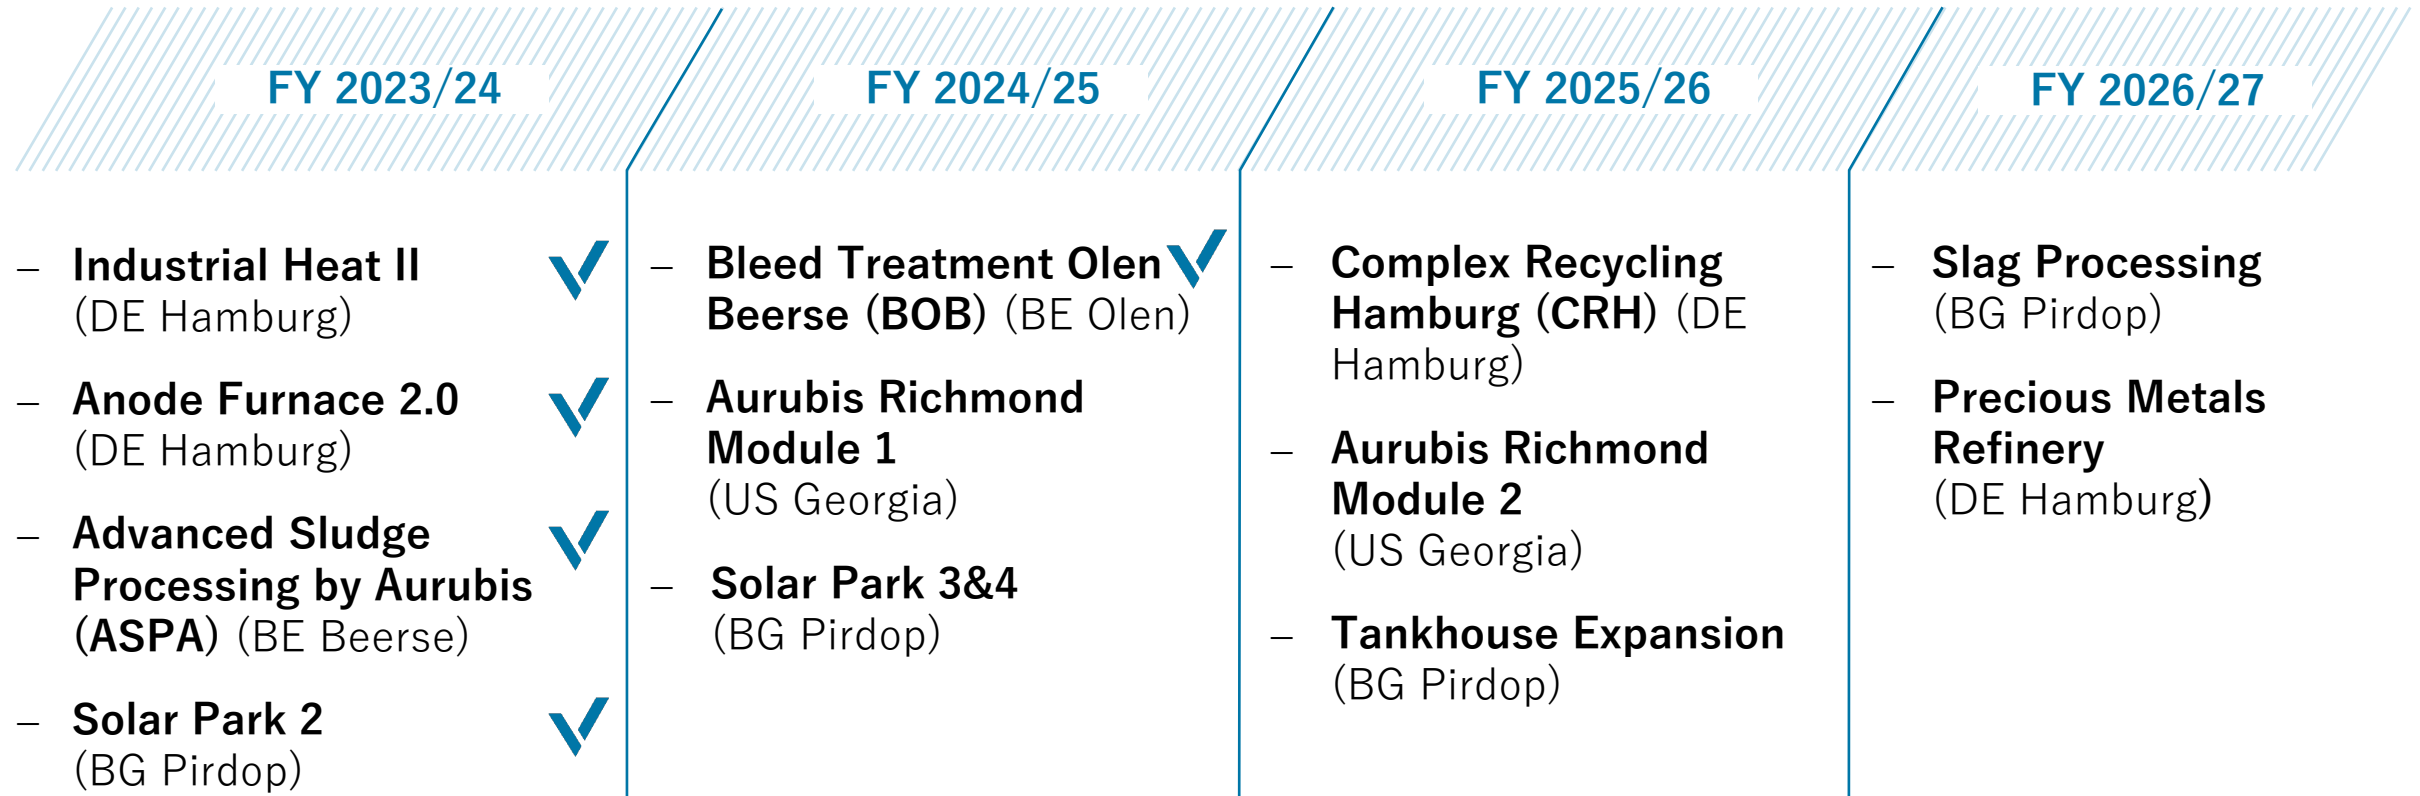 FY 2023/24
FY 2024/25
FY 2025/26
FY 2026/27
– Industrial Heat II
(DE Hamburg)
– Anode Furnace 2.0
(DE Hamburg)
– Advanced Sludge
Processing by Aurubis
(ASPA) (BE Beerse)
– Solar Park 2
(BG Pirdop)
– Bleed Treatment Olen
Beerse (BOB) (BE Olen)
– Aurubis Richmond
Module 1
(US Georgia)
– Solar Park 3&4
(BG Pirdop)
– Complex Recycling
Hamburg (CRH) (DE
Hamburg)
– Aurubis Richmond
Module 2
(US Georgia)
– Tankhouse Expansion
(BG Pirdop)
– Slag Processing
(BG Pirdop)
– Precious Metals
Refinery
(DE Hamburg)